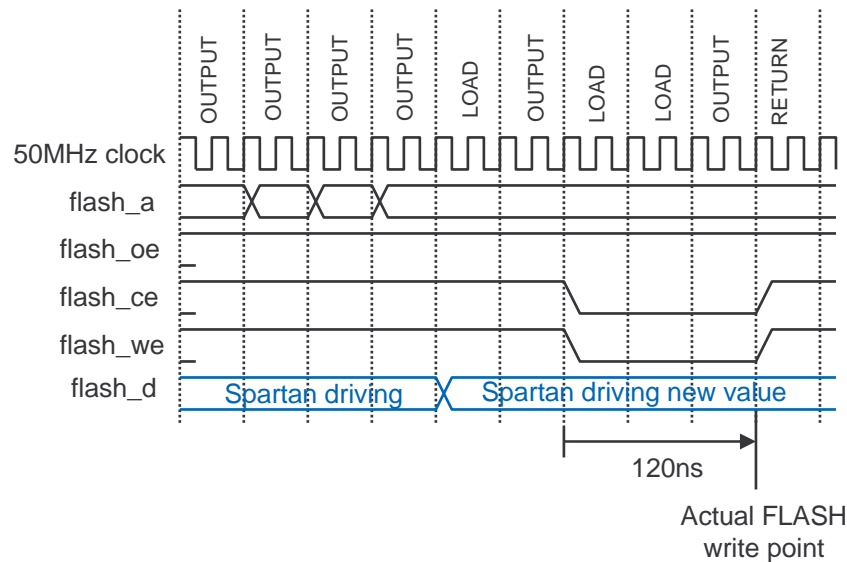 OUTPUT
OUTPUT
OUTPUT
OUTPUT
LOAD
OUTPUT
LOAD
LOAD
OUTPUT
RETURN
50MHz clock
flash_a
flash_oe
flash_ce
flash_we
flash_d
Spartan driving
Spartan driving new value
120ns
Actual FLASH
write point